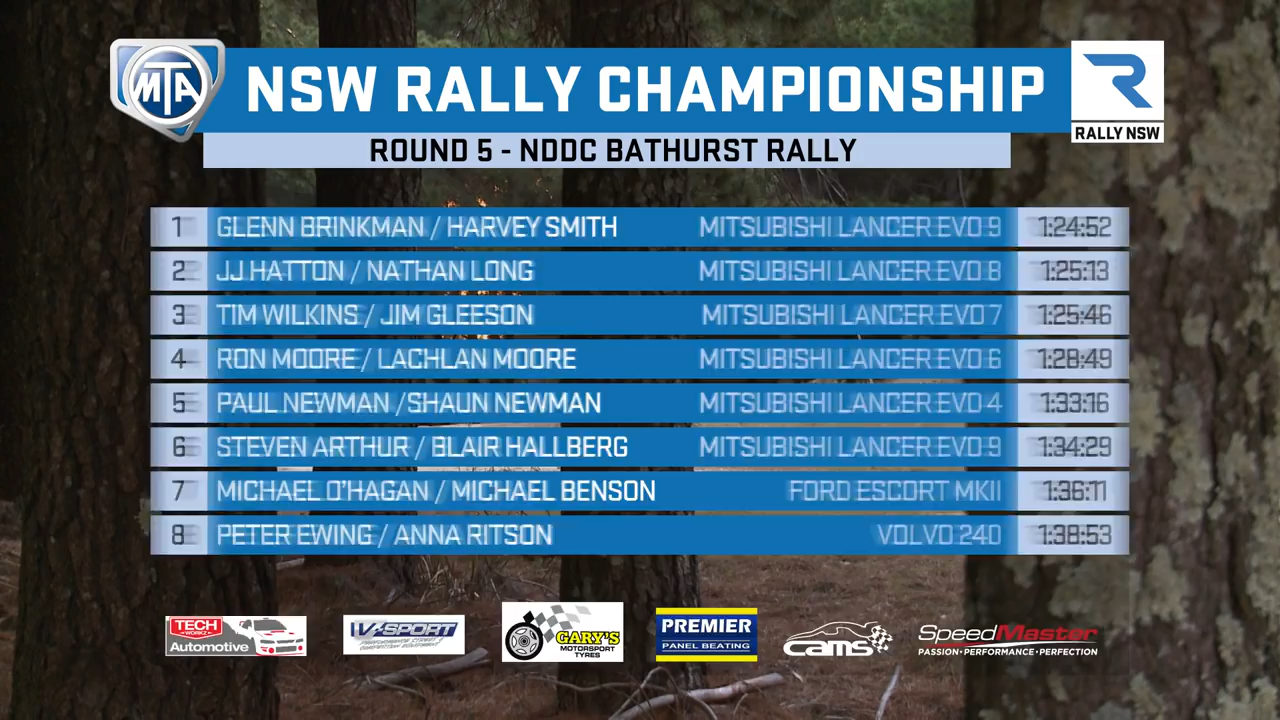 MTA
NSW RALLY CHAMPIONSHIP
R
RALLY NSW
ROUND 5 - NDDC BATHURST RALLY
1 GLENN BRINKMAN / HARVEY SMITH MITSUBISHI LANCER EVO 9 1:24:52
2 JJ HATTON / NATHAN LONG MITSUBISHI LANCER EVO 8 1:25:13
3 TIM WILKINS / JIM GLEESON MITSUBISHI LANCER EVO 7 1:25:46
4 RON MOORE / LACHLAN MOORE MITSUBISHI LANCER EVO 6 1:28:49
5 PAUL NEWMAN / SHAUN NEWMAN MITSUBISHI LANCER EVO 4 1:33:16
6 STEVEN ARTHUR / BLAIR HALLBERG MITSUBISHI LANCER EVO 9 1:34:29
7 MICHAEL O'HAGAN / MICHAEL BENSON FORD ESCORT MKII 1:36:11
8 PETER EWING / ANNA RITSON VOLVO 240 1:38:53
TECH
WORKZ
Automotive
SPORT
GARY'S
MOTORSPORT
TYRES
PREMIER
PANEL BEATING
cams
SpeedMaster
PASSION • PERFORMANCE • PERFECTION